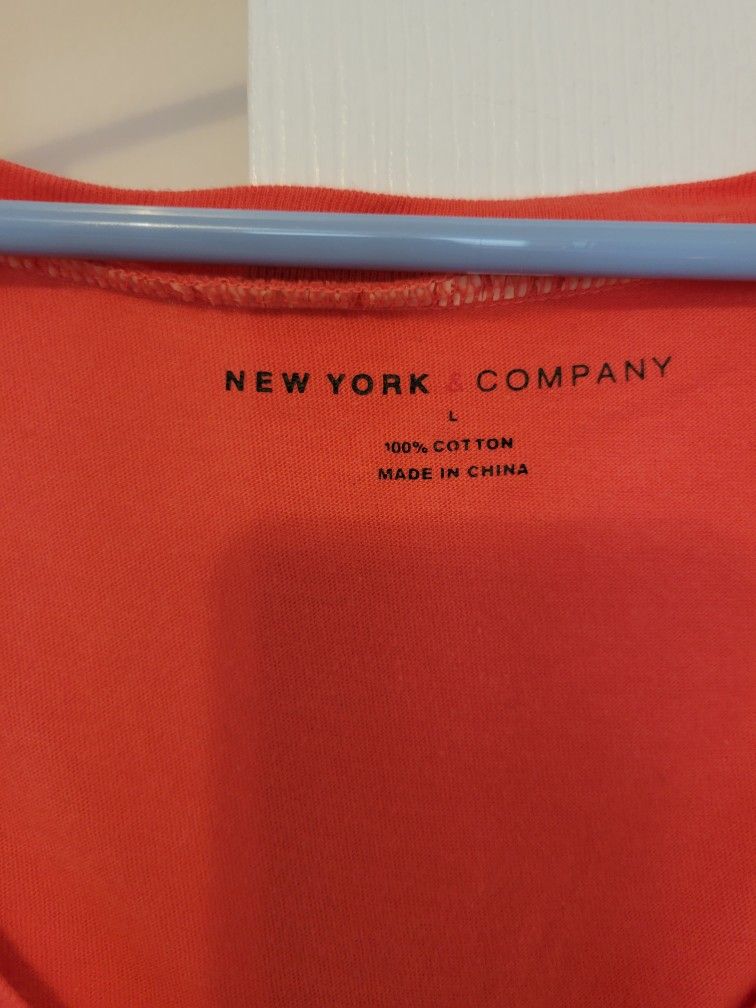 NEW YORK & COMPANY
L
100% COTTON
MADE IN CHINA